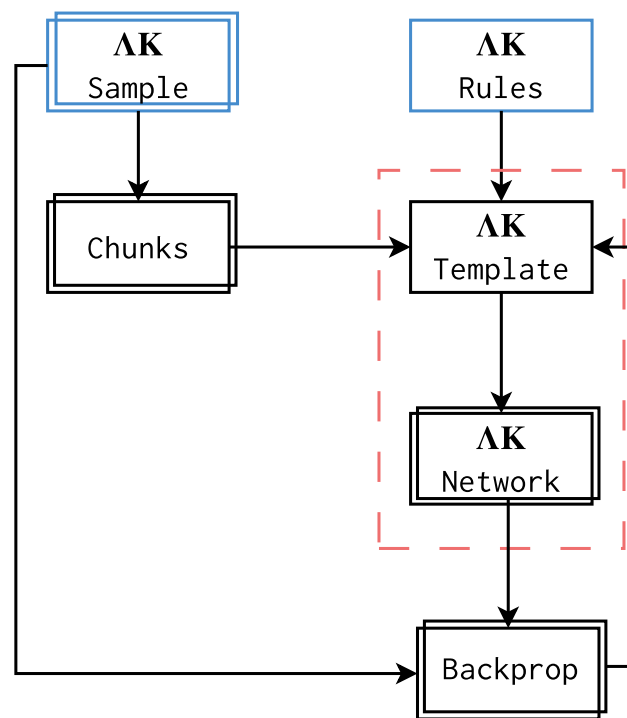 ΛK
Sample
ΛK
Rules
Chunks
ΛK
Template
ΛK
Network
Backprop